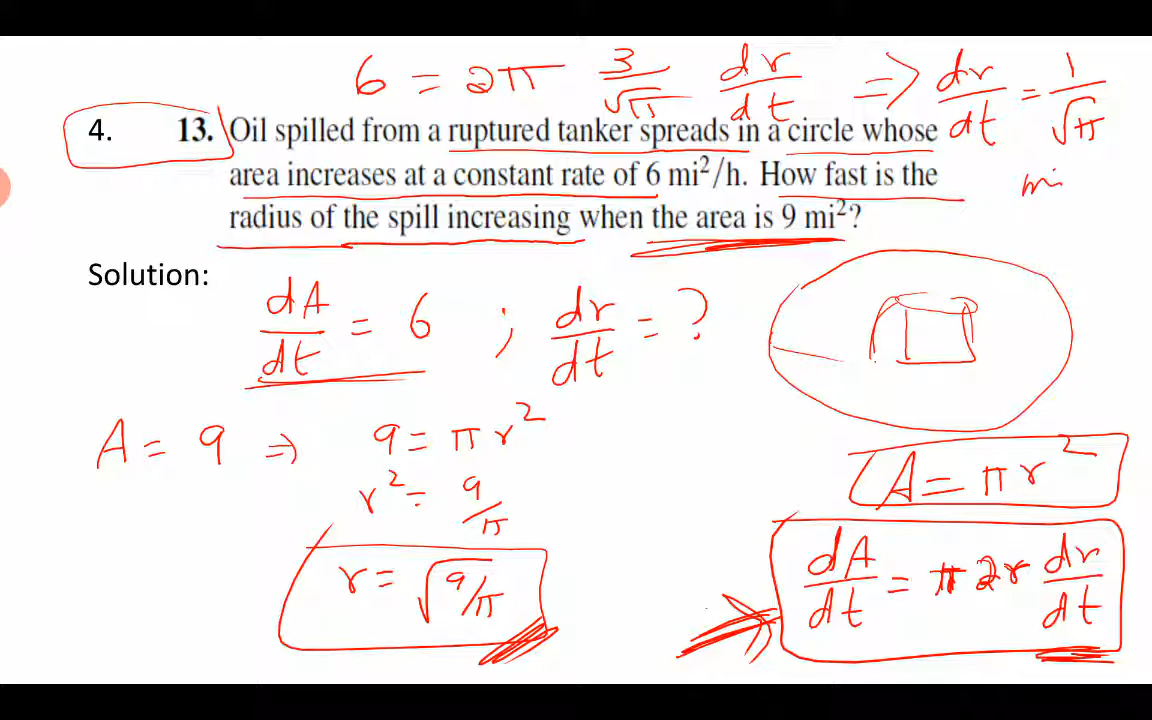 6 = 2π 3/√π dr/dt => dr/dt = 1/√π
mi
4. 13. Oil spilled from a ruptured tanker spreads in a circle whose
area increases at a constant rate of 6 mi²/h. How fast is the
radius of the spill increasing when the area is 9 mi²?
Solution:
dA/dt = 6 ; dr/dt = ?
A = 9 => 9 = πr²
r² = 9/π
r = √9/π
A = πr²
dA/dt = π 2r dr/dt